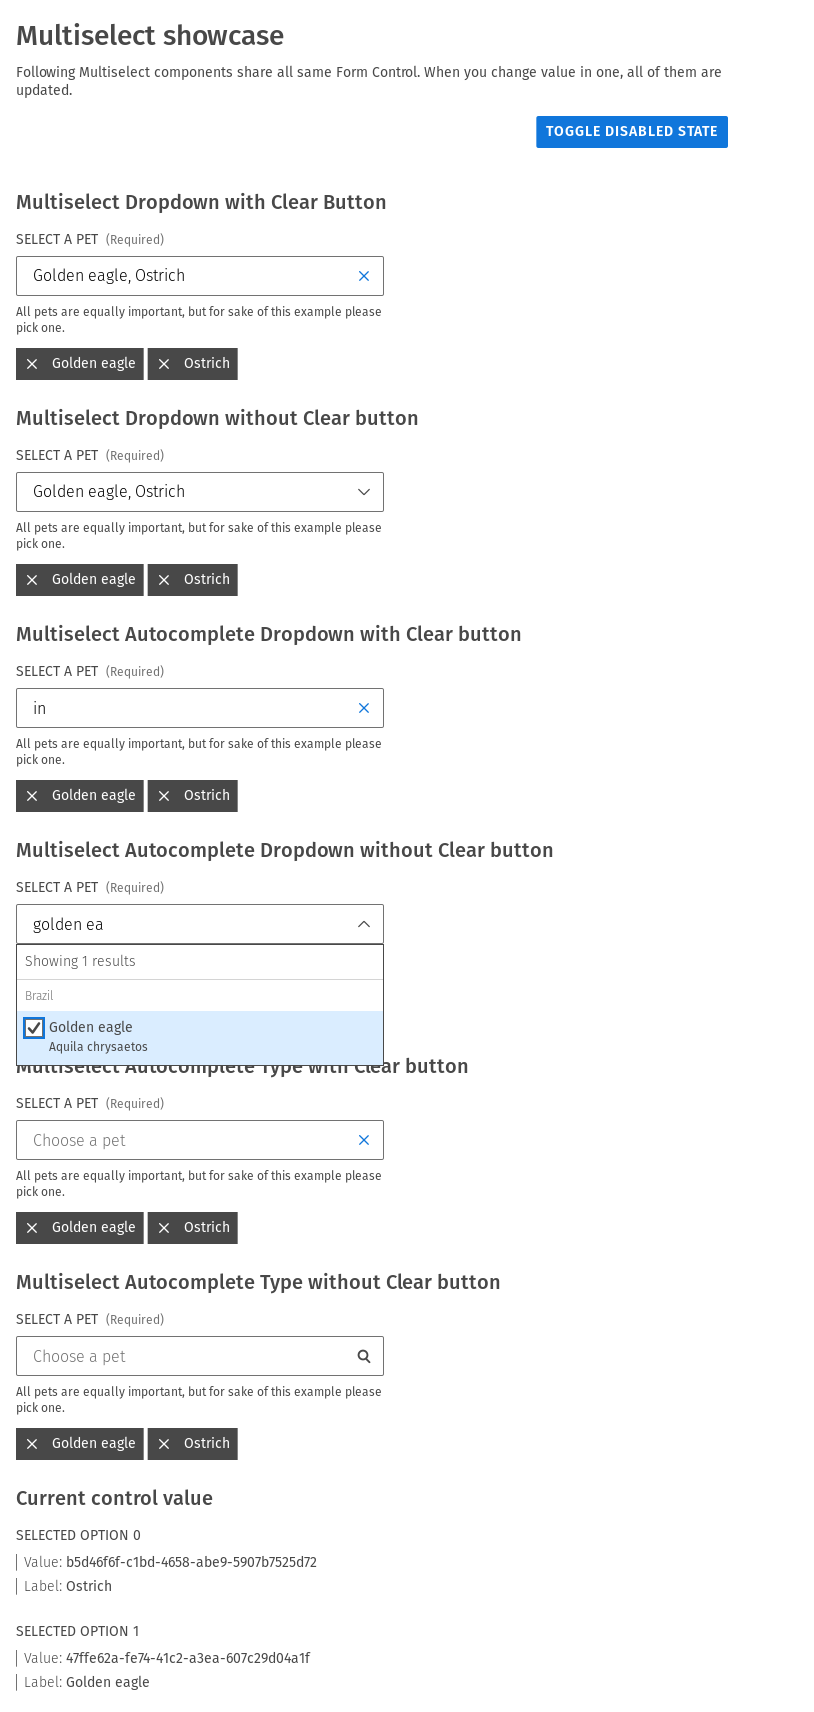 Multiselect showcase
Following Multiselect components share all same Form Control. When you change value in one, all of them are
updated.
TOGGLE DISABLED STATE
Multiselect Dropdown with Clear Button
SELECT A PET (Required)
Golden eagle, Ostrich
All pets are equally important, but for sake of this example please
pick one.
Golden eagle Ostrich
Multiselect Dropdown without Clear button
SELECT A PET (Required)
Golden eagle, Ostrich
All pets are equally important, but for sake of this example please
pick one.
Golden eagle Ostrich
Multiselect Autocomplete Dropdown with Clear button
SELECT A PET (Required)
in
All pets are equally important, but for sake of this example please
pick one.
Golden eagle Ostrich
Multiselect Autocomplete Dropdown without Clear button
SELECT A PET (Required)
golden ea
Showing 1 results
Brazil
Golden eagle
Aquila chrysaetos
Multiselect Autocomplete Type with Clear button
SELECT A PET (Required)
Choose a pet
All pets are equally important, but for sake of this example please
pick one.
Golden eagle Ostrich
Multiselect Autocomplete Type without Clear button
SELECT A PET (Required)
Choose a pet
All pets are equally important, but for sake of this example please
pick one.
Golden eagle Ostrich
Current control value
SELECTED OPTION 0
Value: b5d46f6f-c1bd-4658-abe9-5907b7525d72
Label: Ostrich
SELECTED OPTION 1
Value: 47ffe62a-fe74-41c2-a3ea-607c29d04a1f
Label: Golden eagle